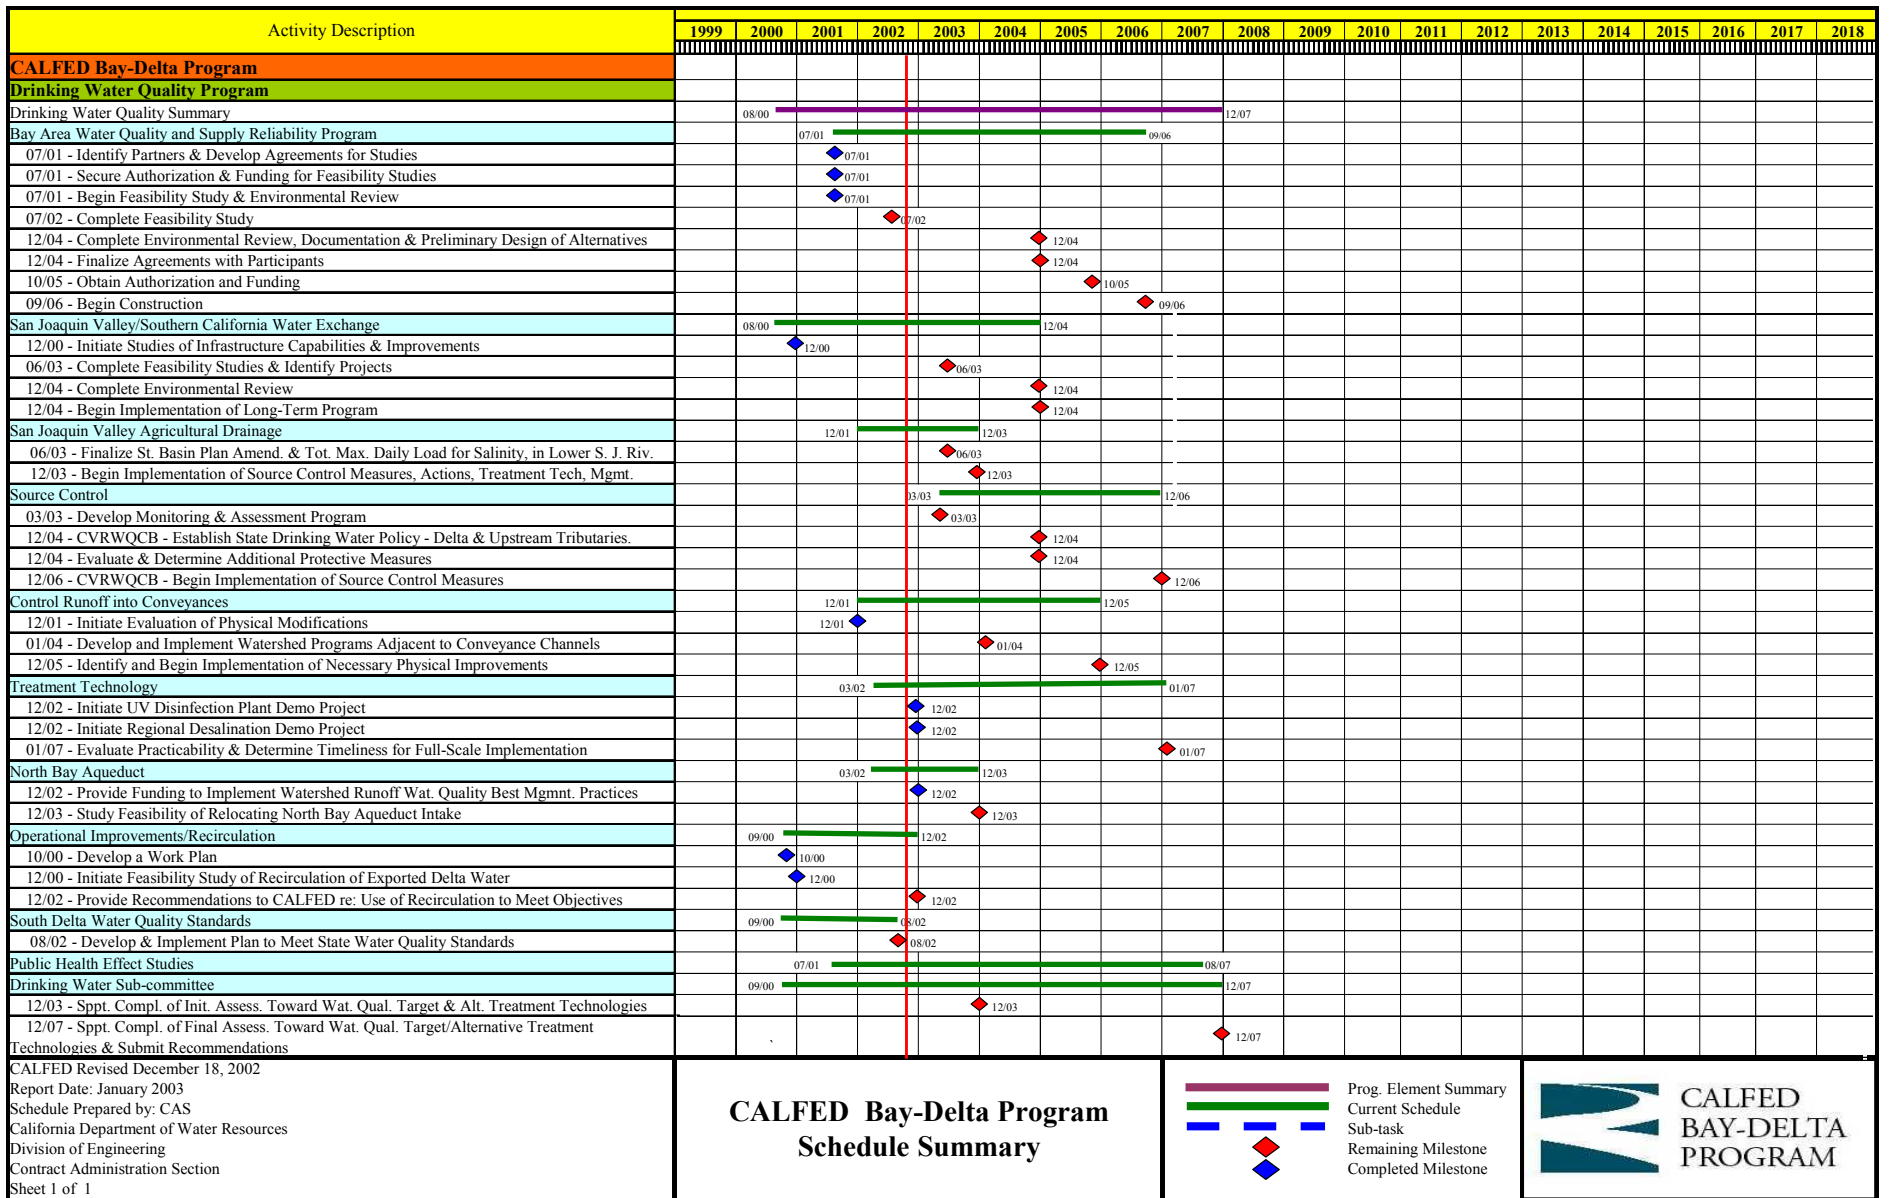 Activity Description
1999 2000 2001 2002 2003 2004 2005 2006 2007 2008 2009 2010 2011 2012 2013 2014 2015 2016 2017 2018
CALFED Bay-Delta Program
Drinking Water Quality Program
Drinking Water Quality Summary 08/00 12/07
Bay Area Water Quality and Supply Reliability Program 07/01 09/06
07/01 - Identify Partners & Develop Agreements for Studies 07/01
07/01 - Secure Authorization & Funding for Feasibility Studies 07/01
07/01 - Begin Feasibility Study & Environmental Review 07/01
07/02 - Complete Feasibility Study 07/02
12/04 - Complete Environmental Review, Documentation & Preliminary Design of Alternatives 12/04
12/04 - Finalize Agreements with Participants 12/04
10/05 - Obtain Authorization and Funding 10/05
09/06 - Begin Construction 09/06
San Joaquin Valley/Southern California Water Exchange 08/00 12/04
12/00 - Initiate Studies of Infrastructure Capabilities & Improvements 12/00
06/03 - Complete Feasibility Studies & Identify Projects 06/03
12/04 - Complete Environmental Review 12/04
12/04 - Begin Implementation of Long-Term Program 12/04
San Joaquin Valley Agricultural Drainage 12/01 12/03
06/03 - Finalize St. Basin Plan Amend. & Tot. Max. Daily Load for Salinity, in Lower S. J. Riv. 06/03
12/03 - Begin Implementation of Source Control Measures, Actions, Treatment Tech, Mgmt. 12/03
Source Control 03/03 12/06
03/03 - Develop Monitoring & Assessment Program 03/03
12/04 - CVRWQCB - Establish State Drinking Water Policy - Delta & Upstream Tributaries. 12/04
12/04 - Evaluate & Determine Additional Protective Measures 12/04
12/06 - CVRWQCB - Begin Implementation of Source Control Measures 12/06
Control Runoff into Conveyances 12/01 12/05
12/01 - Initiate Evaluation of Physical Modifications 12/01
01/04 - Develop and Implement Watershed Programs Adjacent to Conveyance Channels 01/04
12/05 - Identify and Begin Implementation of Necessary Physical Improvements 12/05
Treatment Technology 03/02 01/07
12/02 - Initiate UV Disinfection Plant Demo Project 12/02
12/02 - Initiate Regional Desalination Demo Project 12/02
01/07 - Evaluate Practicability & Determine Timeliness for Full-Scale Implementation 01/07
North Bay Aqueduct 03/02 12/03
12/02 - Provide Funding to Implement Watershed Runoff Wat. Quality Best Mgmnt. Practices 12/02
12/03 - Study Feasibility of Relocating North Bay Aqueduct Intake 12/03
Operational Improvements/Recirculation 09/00 12/02
10/00 - Develop a Work Plan 10/00
12/00 - Initiate Feasibility Study of Recirculation of Exported Delta Water 12/00
12/02 - Provide Recommendations to CALFED re: Use of Recirculation to Meet Objectives 12/02
South Delta Water Quality Standards 09/00 08/02
08/02 - Develop & Implement Plan to Meet State Water Quality Standards 08/02
Public Health Effect Studies 07/01 08/07
Drinking Water Sub-committee 09/00 12/07
12/03 - Sppt. Compl. of Init. Assess. Toward Wat. Qual. Target & Alt. Treatment Technologies 12/03
12/07 - Sppt. Compl. of Final Assess. Toward Wat. Qual. Target/Alternative Treatment
Technologies & Submit Recommendations 12/07
CALFED Revised December 18, 2002
Report Date: January 2003
Schedule Prepared by: CAS
California Department of Water Resources
Division of Engineering
Contract Administration Section
Sheet 1 of 1
CALFED Bay-Delta Program
Schedule Summary
Prog. Element Summary
Current Schedule
Sub-task
Remaining Milestone
Completed Milestone
CALFED
BAY-DELTA
PROGRAM